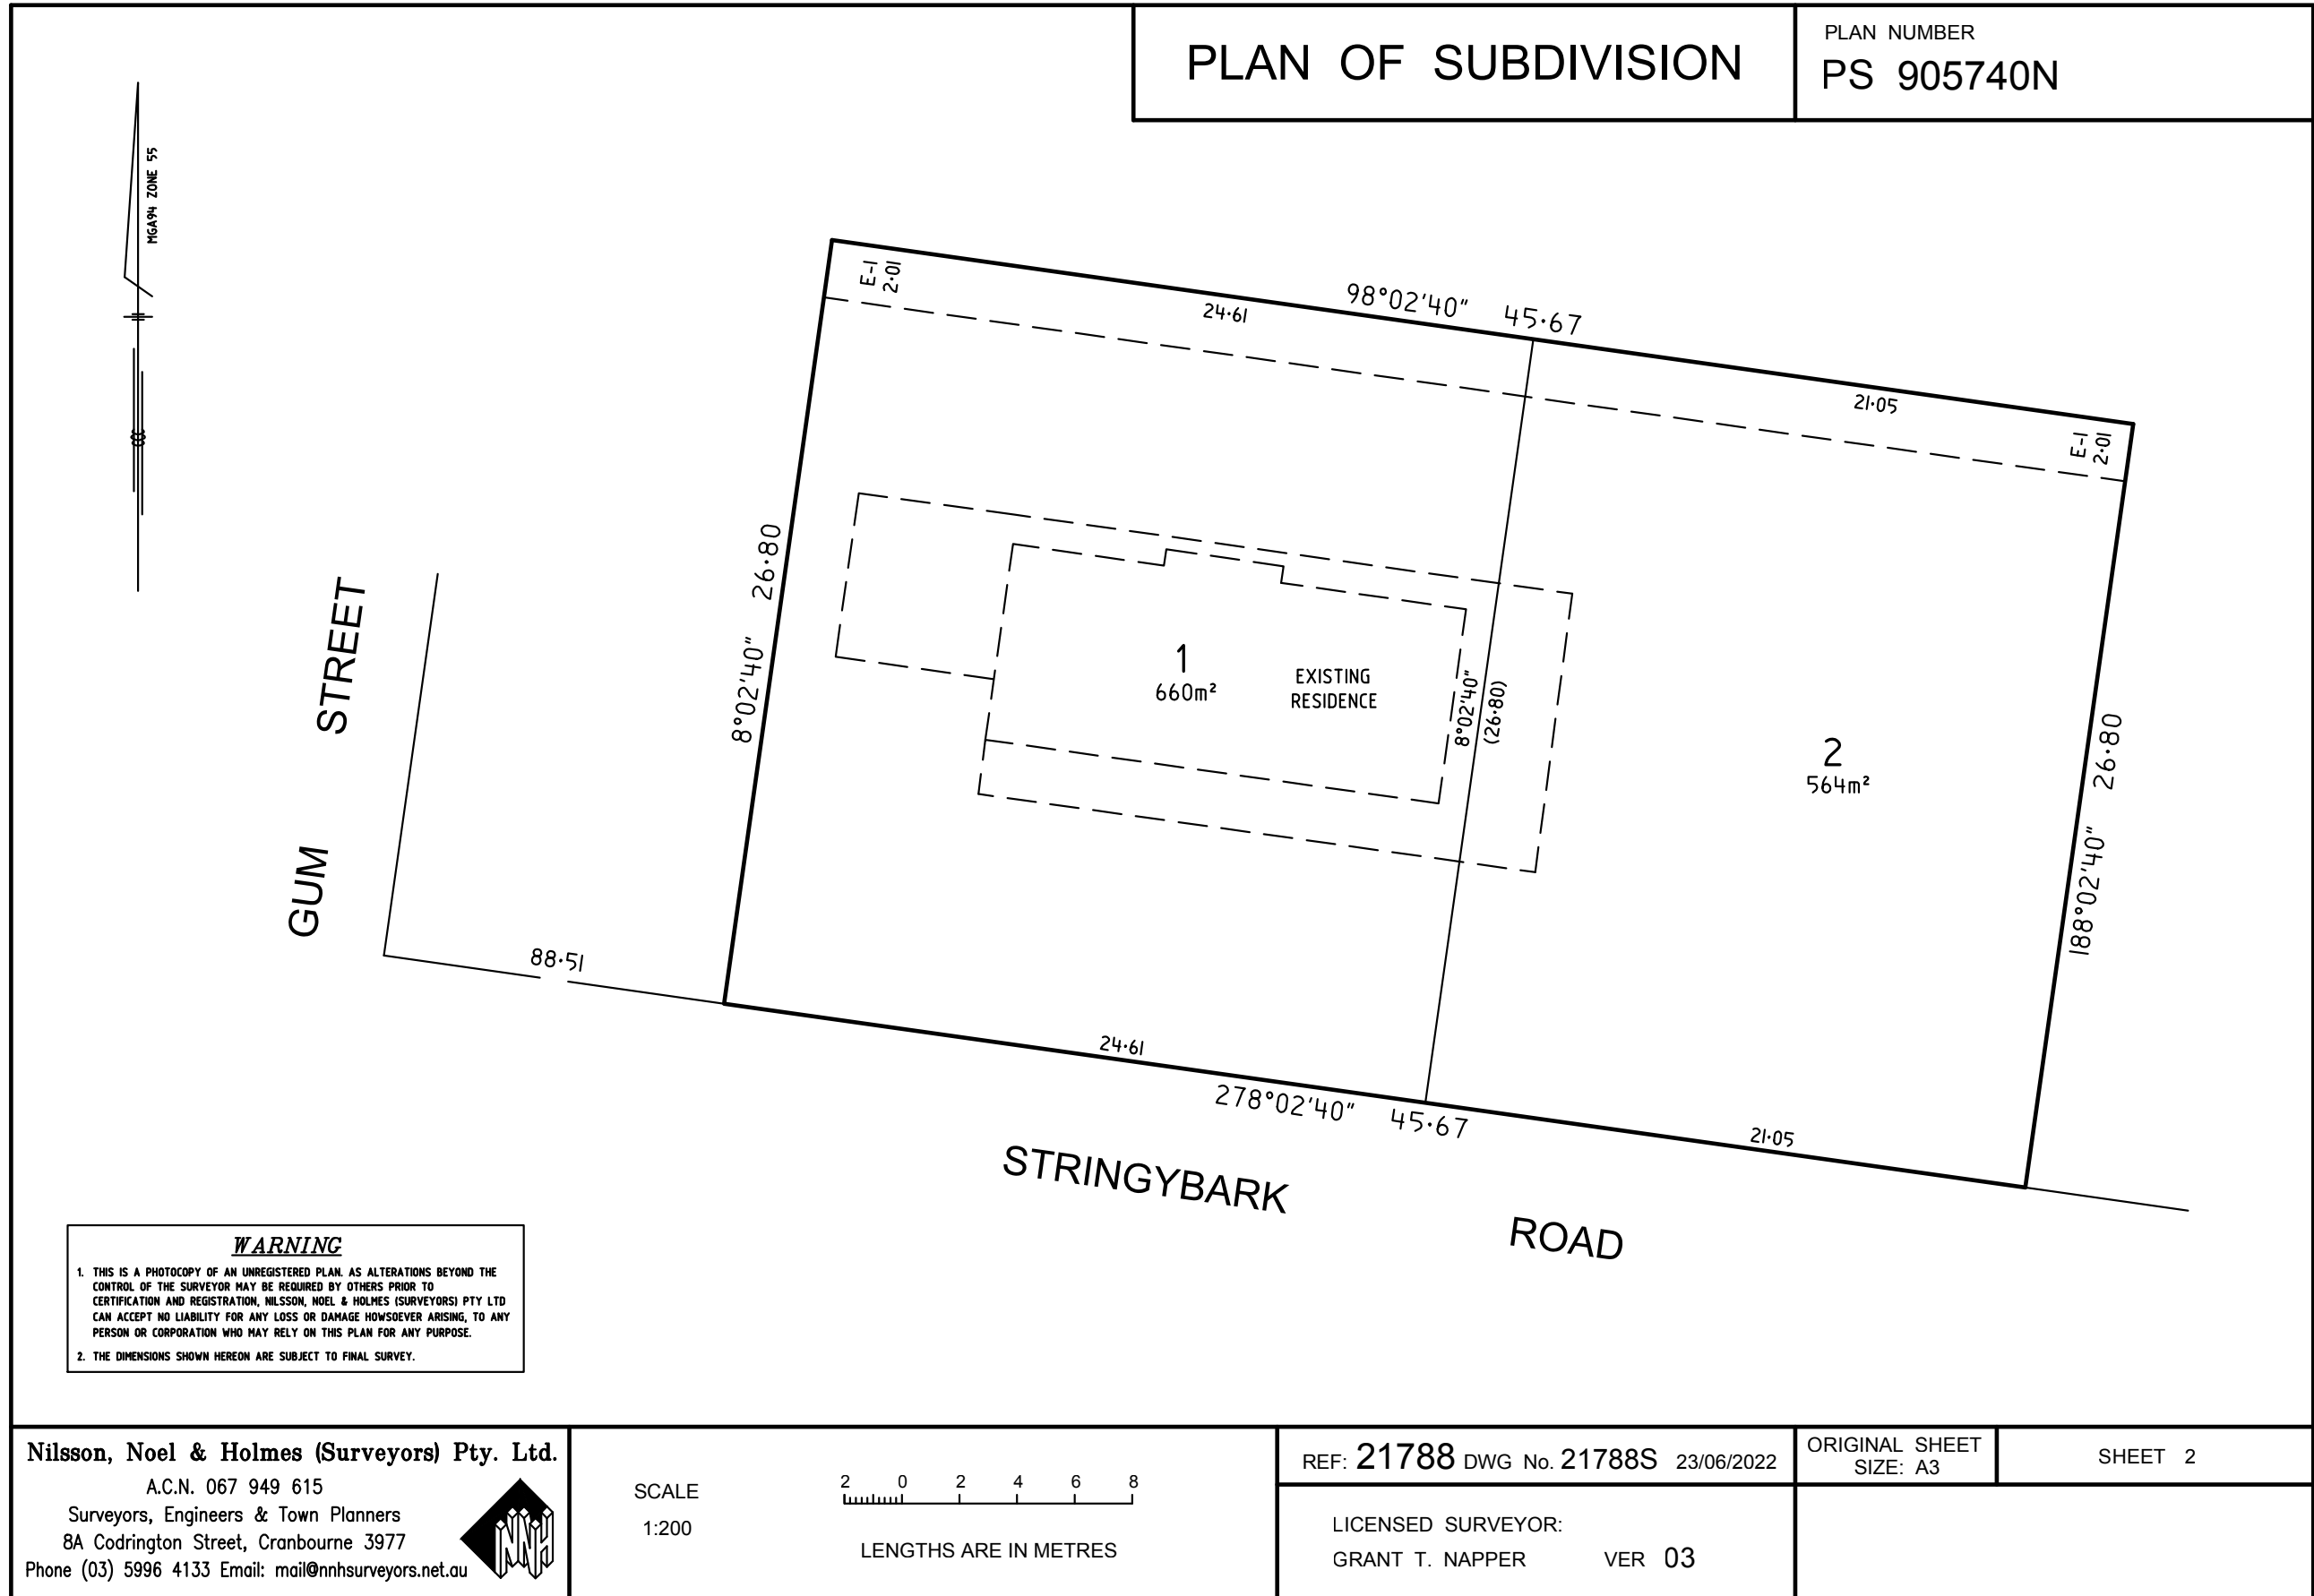 PLAN OF SUBDIVISION
PLAN NUMBER
PS 905740N
MGA94 ZONE 55
E-1
2·01
24·61
98°02'40" 45·67
21·05
E-1
2·01
8°02'40" 26·80
1
660m²
EXISTING
RESIDENCE
8°02'40"
(26·80)
2
564m²
188°02'40" 26·80
GUM STREET
88·51
24·61
278°02'40" 45·67
21·05
STRINGYBARK ROAD
WARNING
1. THIS IS A PHOTOCOPY OF AN UNREGISTERED PLAN. AS ALTERATIONS BEYOND THE
CONTROL OF THE SURVEYOR MAY BE REQUIRED BY OTHERS PRIOR TO
CERTIFICATION AND REGISTRATION, NILSSON, NOEL & HOLMES (SURVEYORS) PTY LTD
CAN ACCEPT NO LIABILITY FOR ANY LOSS OR DAMAGE HOWSOEVER ARISING, TO ANY
PERSON OR CORPORATION WHO MAY RELY ON THIS PLAN FOR ANY PURPOSE.
2. THE DIMENSIONS SHOWN HEREON ARE SUBJECT TO FINAL SURVEY.
Nilsson, Noel & Holmes (Surveyors) Pty. Ltd.
A.C.N. 067 949 615
Surveyors, Engineers & Town Planners
8A Codrington Street, Cranbourne 3977
Phone (03) 5996 4133 Email: mail@nnhsurveyors.net.au
NNH
SCALE
1:200
2 0 2 4 6 8
LENGTHS ARE IN METRES
REF: 21788 DWG No. 21788S 23/06/2022
ORIGINAL SHEET
SIZE: A3
SHEET 2
LICENSED SURVEYOR:
GRANT T. NAPPER VER 03